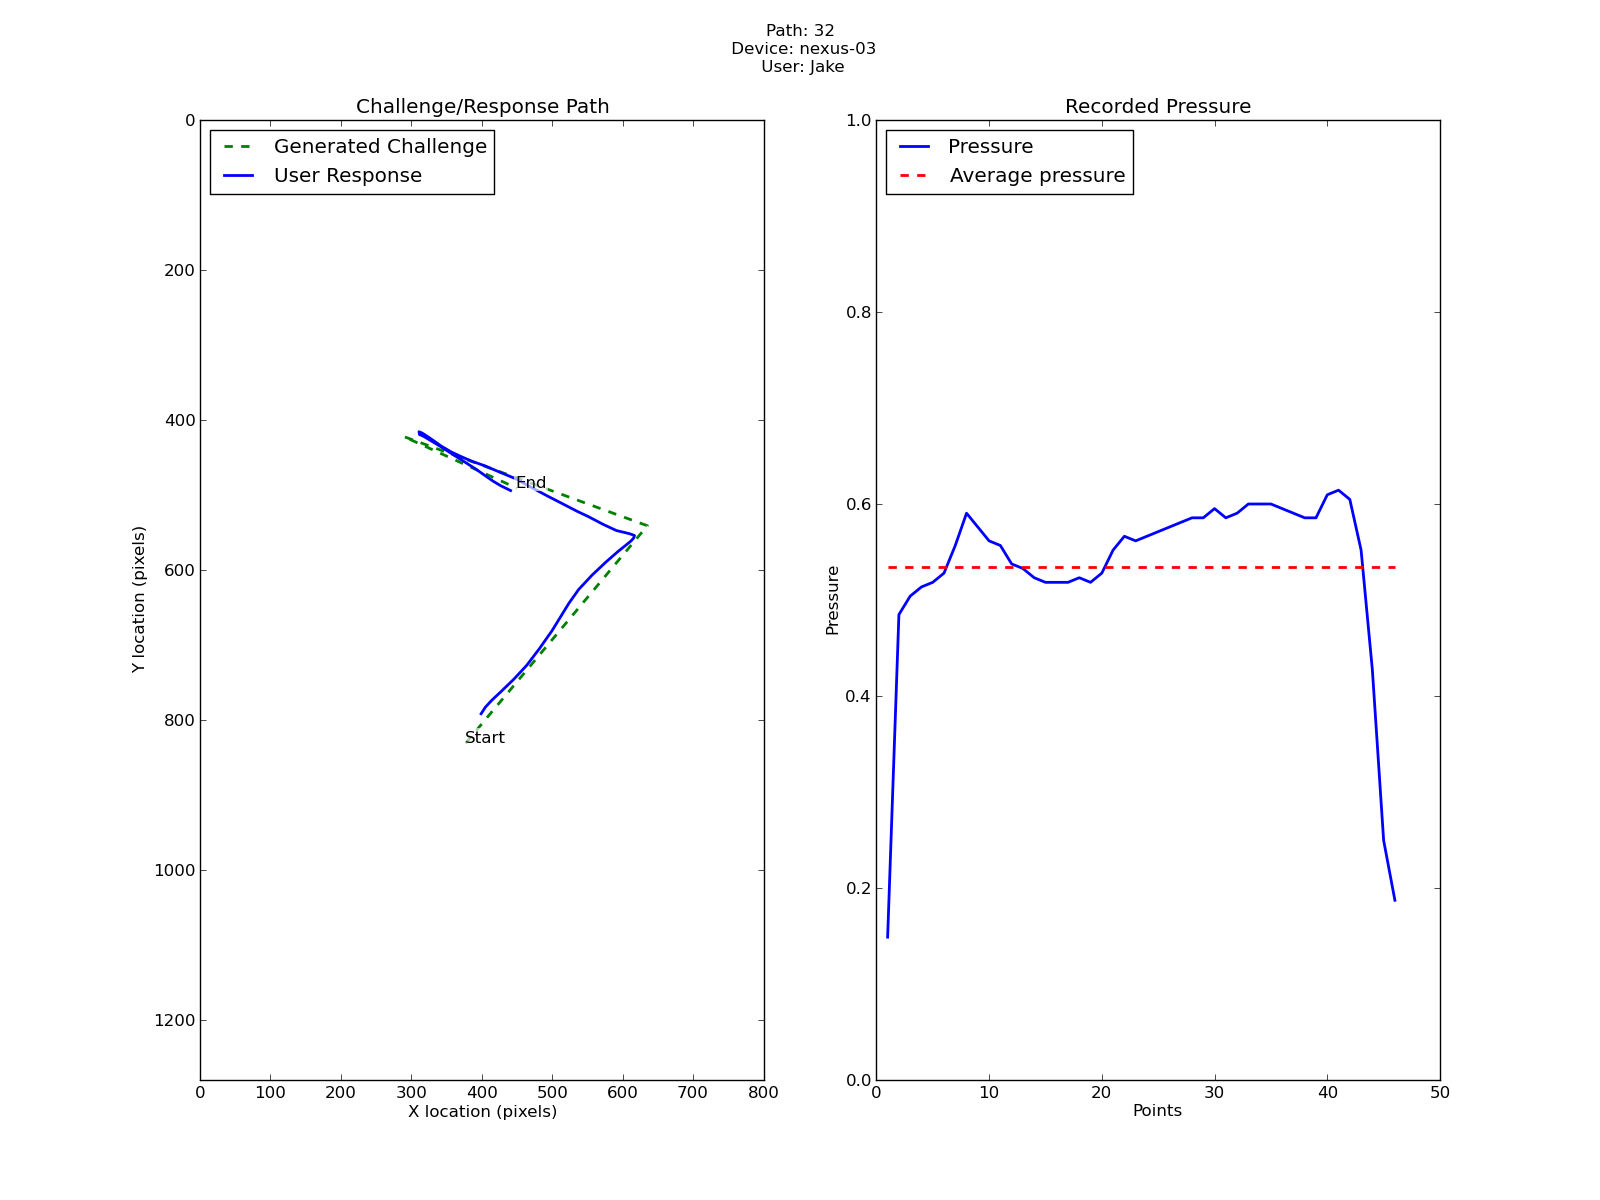 Path: 32
Device: nexus-03
User: Jake
Challenge/Response Path
Generated Challenge
User Response
0
200
400
600
800
1000
1200
Y location (pixels)
End
Start
0 100 200 300 400 500 600 700 800
X location (pixels)
Recorded Pressure
Pressure
Average pressure
1.0
0.8
0.6
0.4
0.2
0.0
Pressure
0 10 20 30 40 50
Points